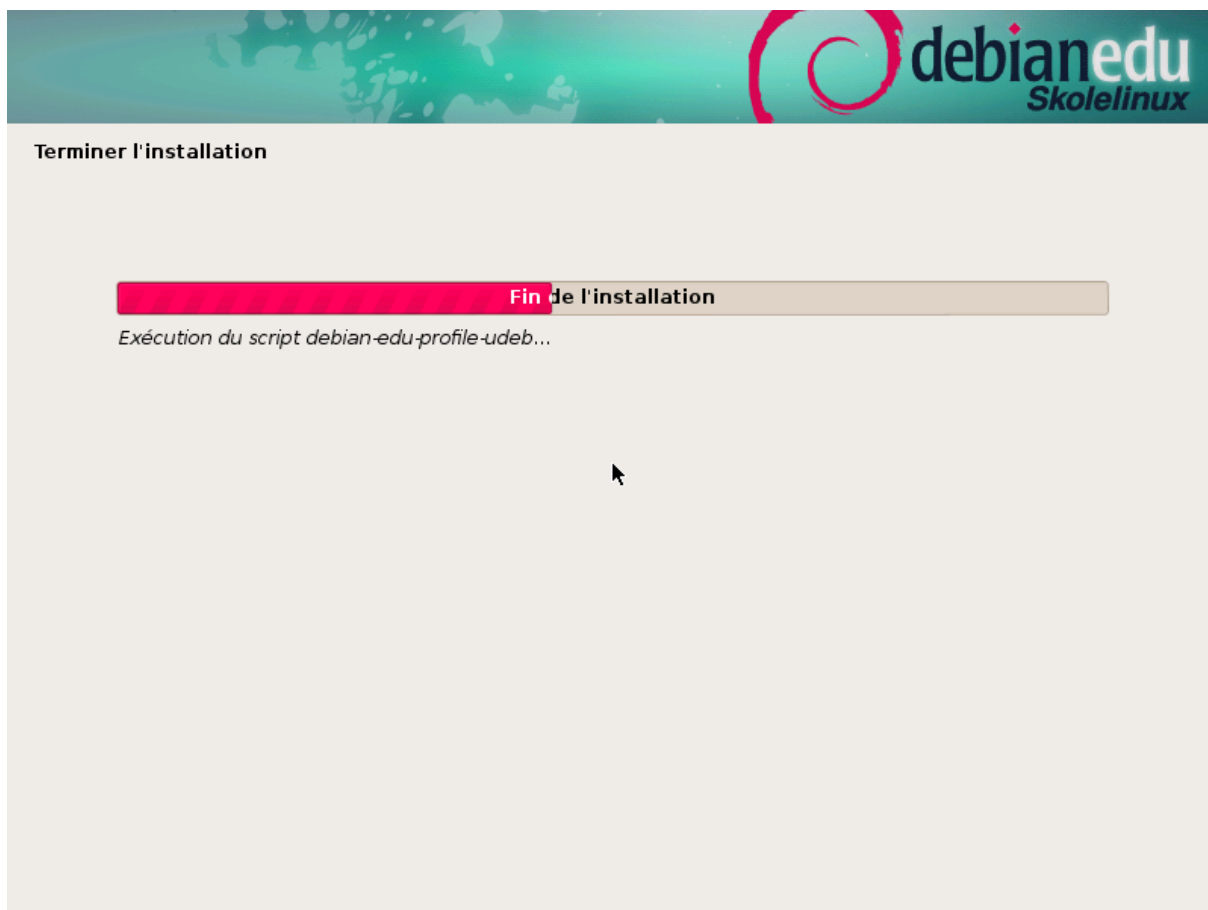 debianedu
Skolelinux
Terminer l'installation
Fin de l'installation
Exécution du script debian-edu-profile-udeb...